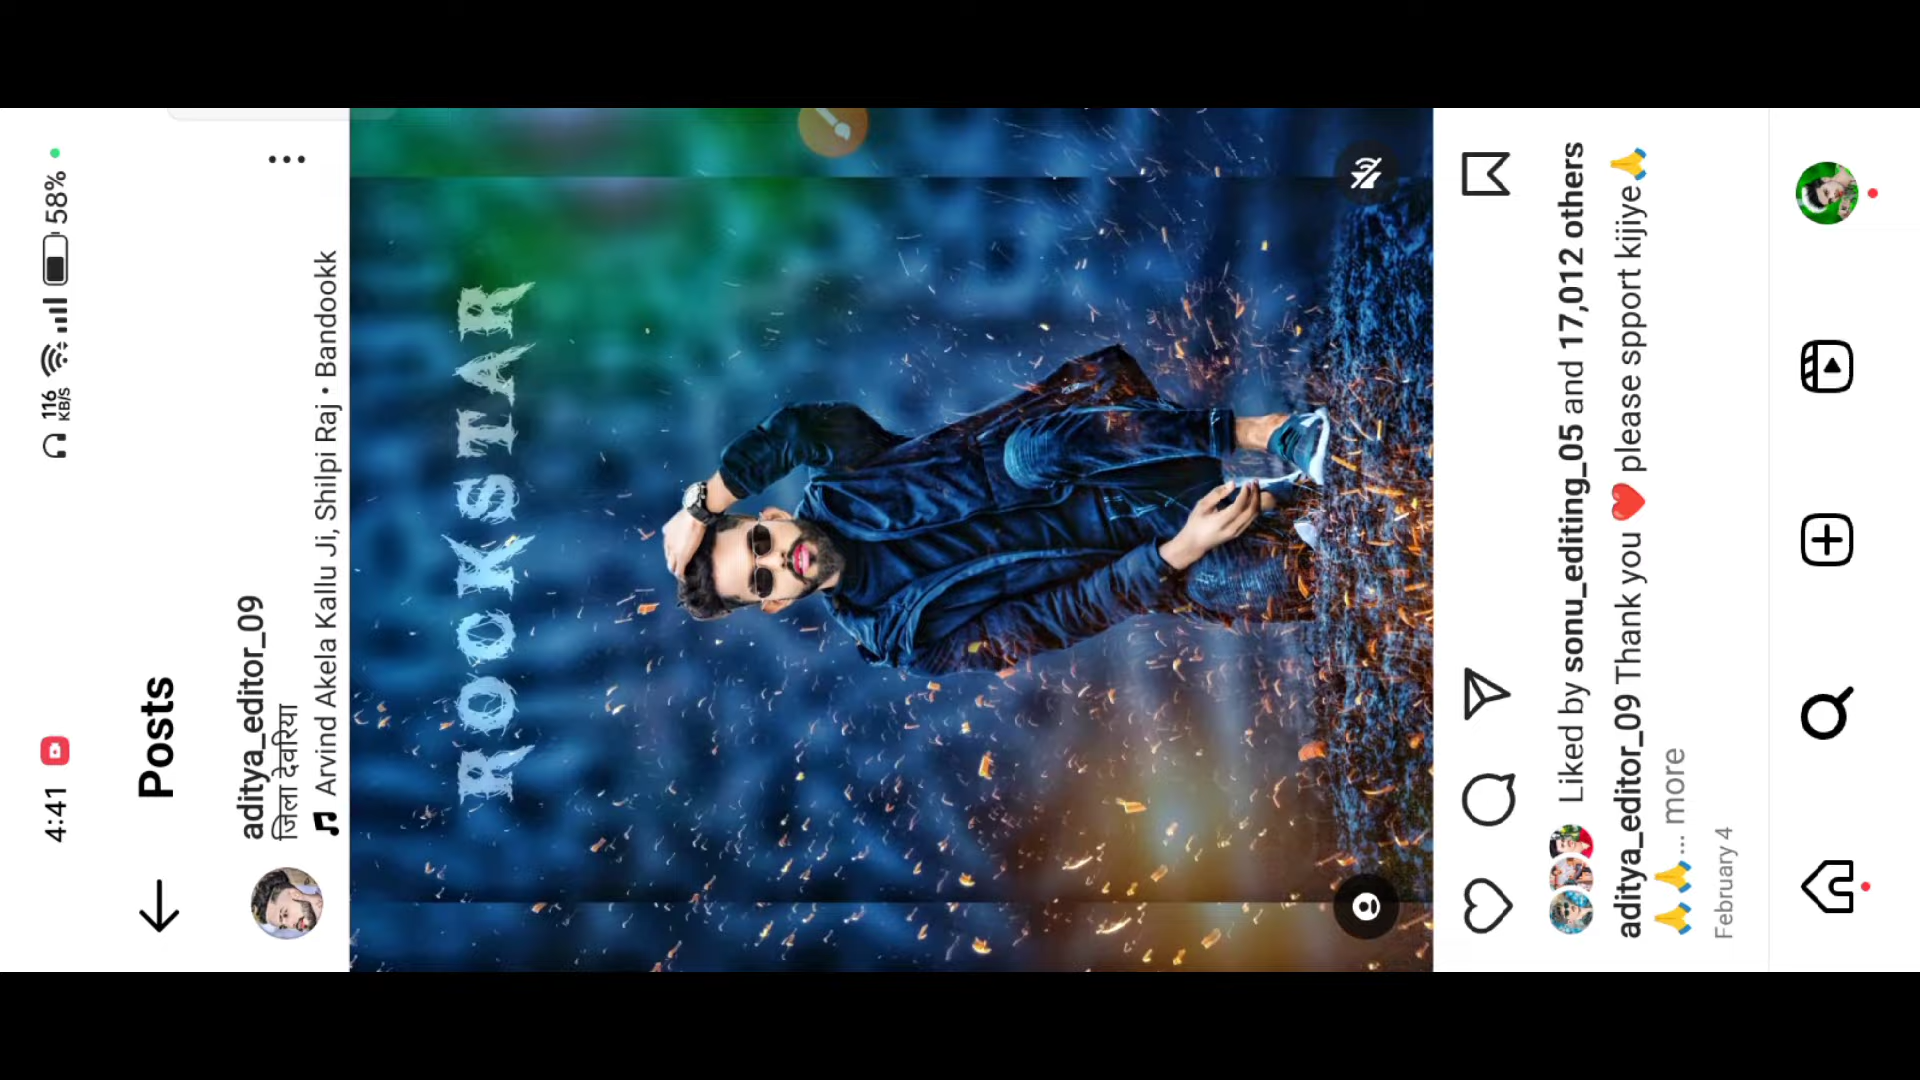 4:41
116 KB/S
58%
Posts
aditya_editor_09
जिला देवरिया
Arvind Akela Kallu Ji, Shilpi Raj • Bandookk
ROOKSTAR
Liked by sonu_editing_05 and 17,012 others
aditya_editor_09 Thank you ❤️ please spport kijiye 🙏
🙏🙏... more
February 4